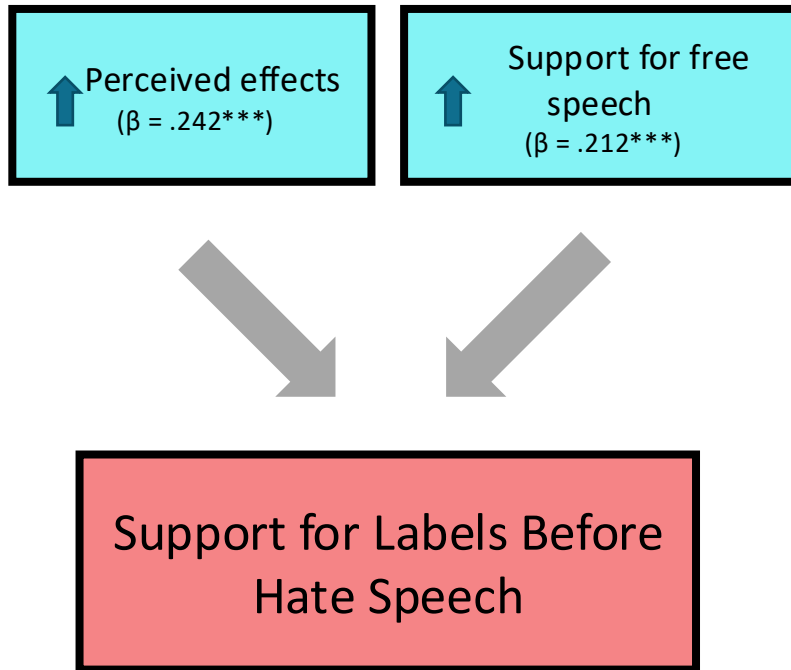 Perceived effects
(β = .242***)
Support for free
speech
(β = .212***)
Support for Labels Before
Hate Speech